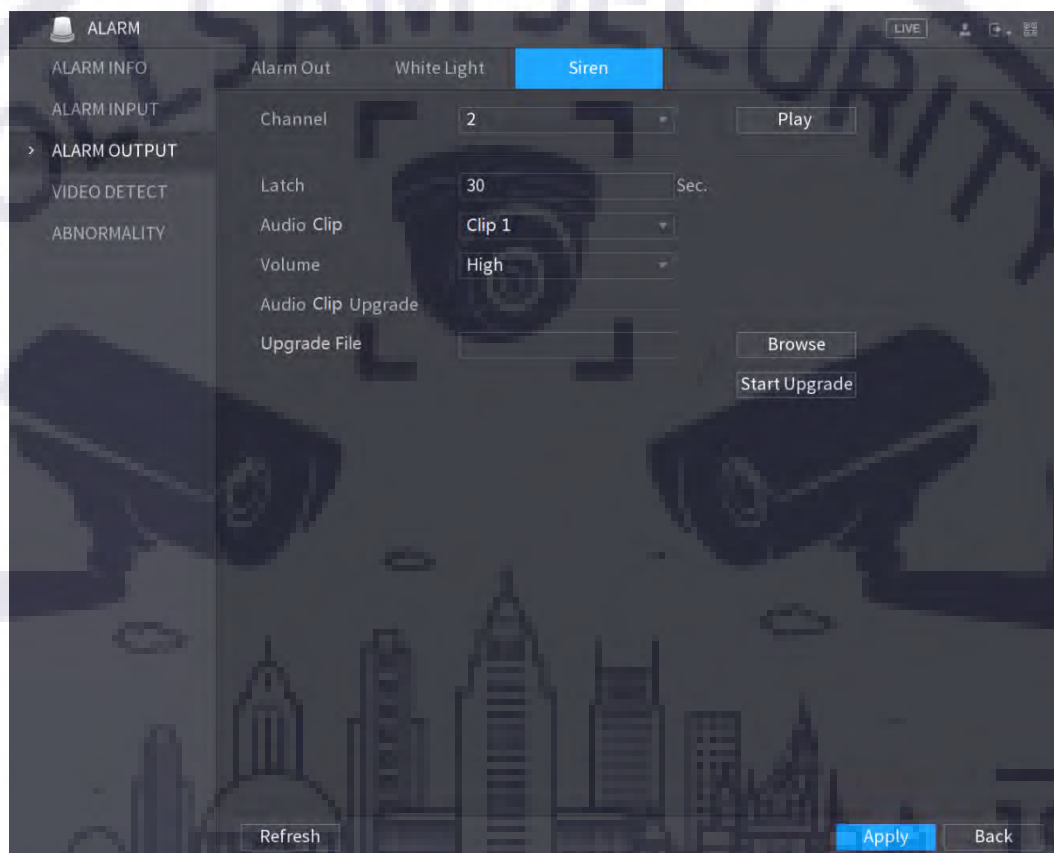 ALARM
LIVE
ALARM INFO
Alarm Out White Light Siren
ALARM INPUT
Channel 2 Play
> ALARM OUTPUT
Latch 30 Sec.
VIDEO DETECT
Audio Clip Clip 1
ABNORMALITY
Volume High
Audio Clip Upgrade
Upgrade File Browse
Start Upgrade
Refresh Apply Back
SAM SECURITY